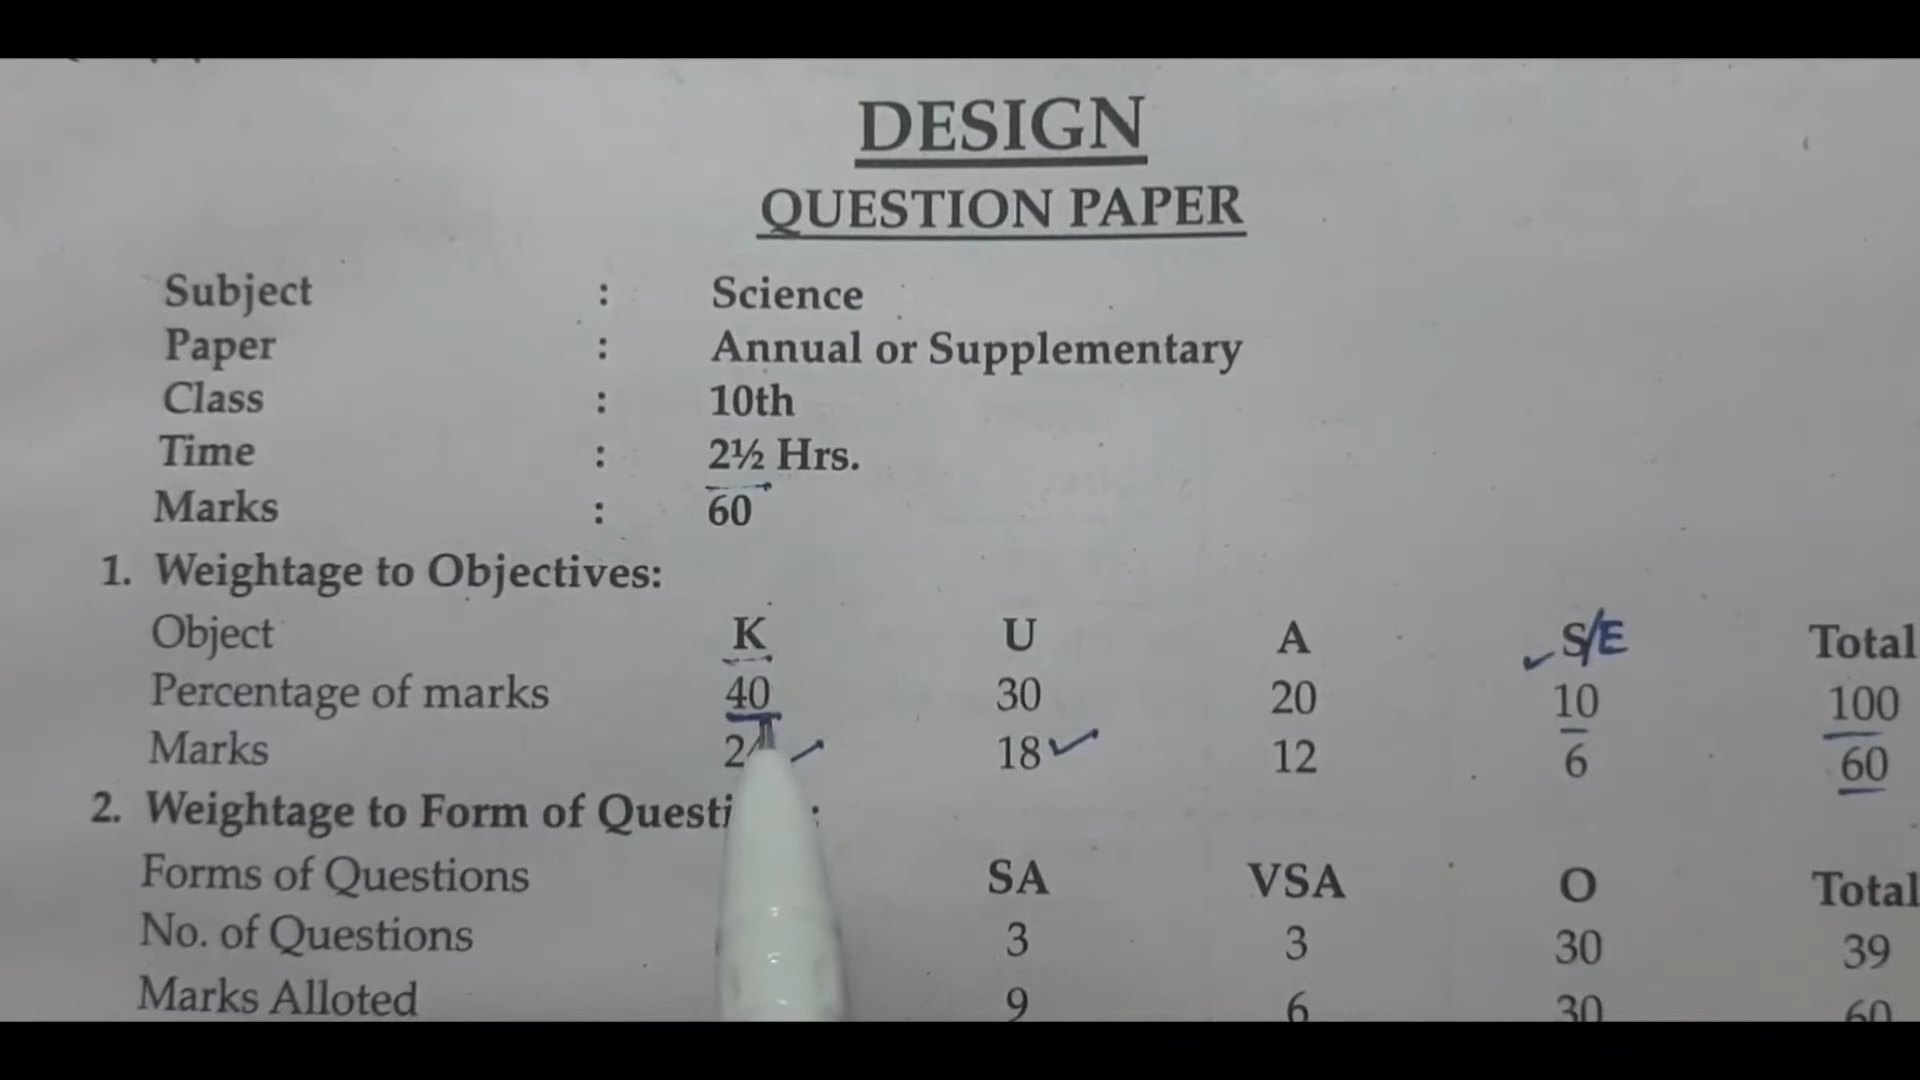 DESIGN
QUESTION PAPER
Subject : Science
Paper : Annual or Supplementary
Class : 10th
Time : 2½ Hrs.
Marks : 60
1. Weightage to Objectives:
Object K U A S/E Total
Percentage of marks 40 30 20 10 100
Marks 18 12 6 60
2. Weightage to Form of :
Forms of Questions SA VSA O Total
No. of Questions 3 3 30 39
Marks Alloted 9 6 30 60